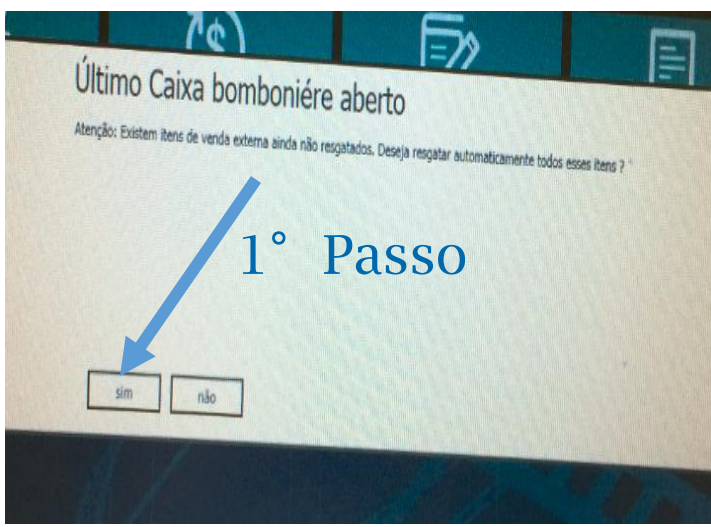 Último Caixa bomboniére aberto
Atenção: Existem itens de venda externa ainda não resgatados. Deseja resgatar automaticamente todos esses itens ?
1° Passo
sim não